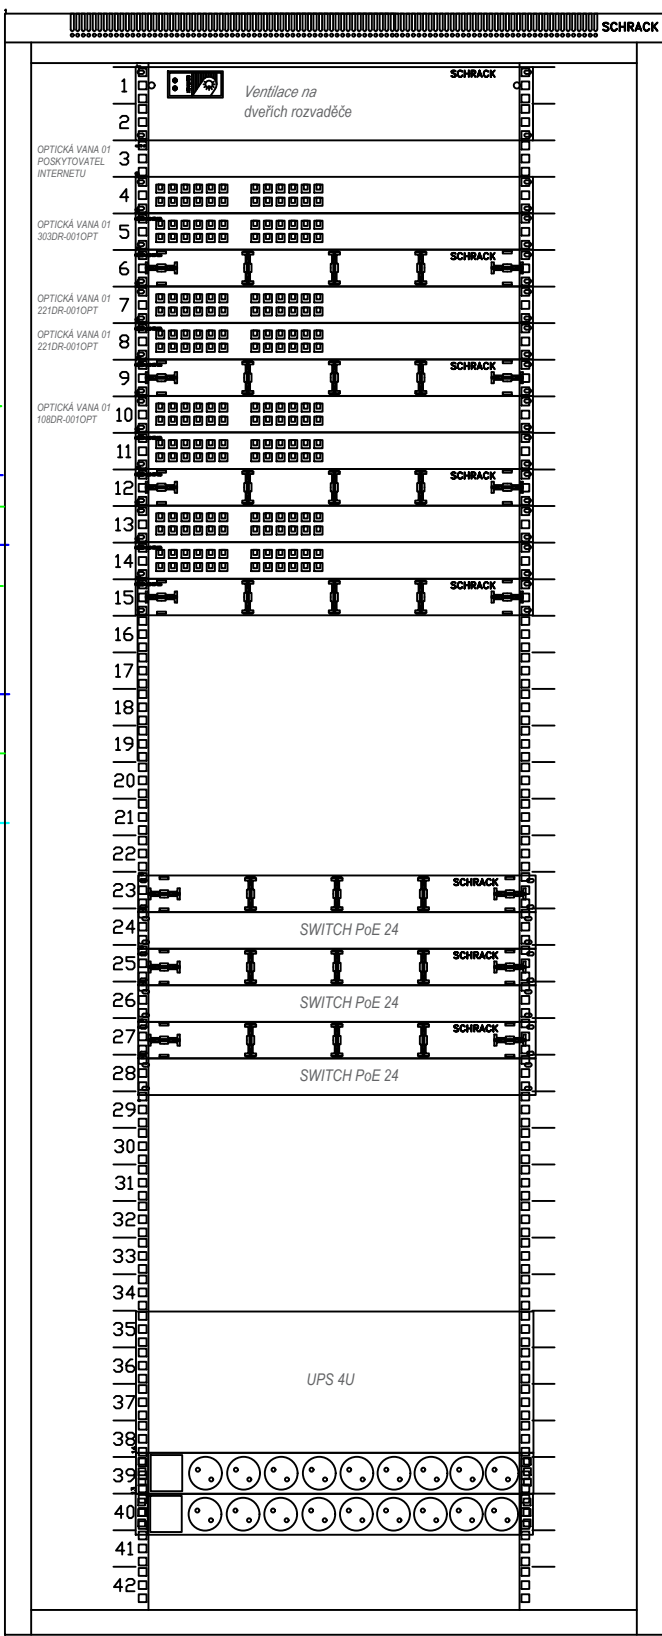 SCHRACK
1
SCHRACK
Ventilace na
dveřích rozvaděče
2
OPTICKÁ VANA 01
POSKYTOVATEL
INTERNETU
3
4
OPTICKÁ VANA 01
303DR-001OPT
5
6
SCHRACK
OPTICKÁ VANA 01
221DR-001OPT
7
OPTICKÁ VANA 01
221DR-001OPT
8
9
SCHRACK
OPTICKÁ VANA 01
108DR-001OPT
10
11
12
SCHRACK
13
14
15
SCHRACK
16
17
18
19
20
21
22
23
SCHRACK
24
SWITCH PoE 24
25
SCHRACK
26
SWITCH PoE 24
27
SCHRACK
28
SWITCH PoE 24
29
30
31
32
33
34
35
36
UPS 4U
37
38
39
40
41
42